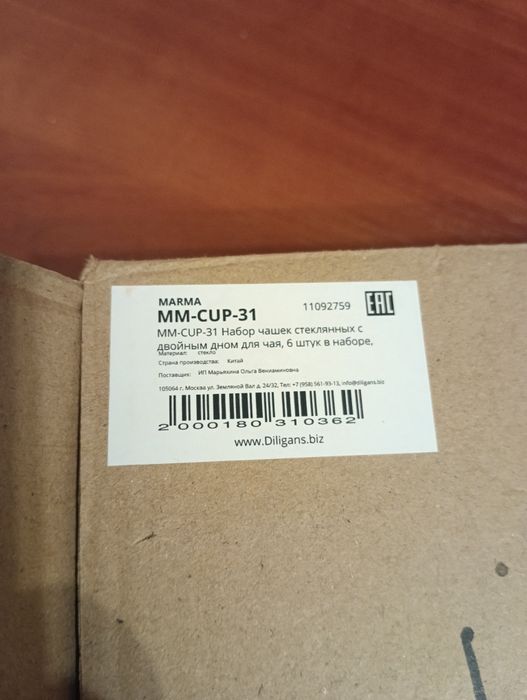 MARMA
MM-CUP-31 11092759 EAC
MM-CUP-31 Набор чашек стеклянных с
двойным дном для чая, 6 штук в наборе,
Материал: стекло
Страна производства: Китай
Поставщик: ИП Марьяхина Ольга Вениаминовна
105064 г. Москва ул. Земляной Вал д. 24/32, Тел: +7 (958) 561-93-13, info@diligans.biz
2 000180 310362
www.Diligans.biz